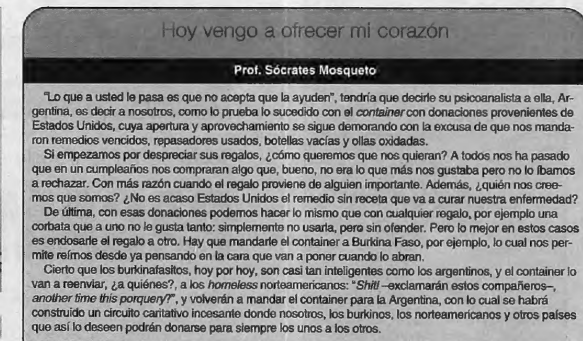 Hoy vengo a ofrecer mi corazón
Prof. Sócrates Mosqueto
"Lo que a usted le pasa es que no acepta que la ayuden", tendría que decirle su psicoanalista a ella, Ar-
gentina, es decir a nosotros, como lo prueba lo sucedido con el container con donaciones provenientes de
Estados Unidos, cuya apertura y aprovechamiento se sigue demorando con la excusa de que nos manda-
ron remedios vencidos, repasadores usados, botellas vacías y ollas oxidadas.
Si empezamos por despreciar sus regalos, ¿cómo queremos que nos quieran? A todos nos ha pasado
que en un cumpleaños nos compraran algo que, bueno, no era lo que más nos gustaba pero no lo íbamos
a rechazar. Con más razón cuando el regalo proviene de alguien importante. Además, ¿quién nos cree-
mos que somos? ¿No es acaso Estados Unidos el remedio sin receta que va a curar nuestra enfermedad?
De última, con esas donaciones podemos hacer lo mismo que con cualquier regalo, por ejemplo una
corbata que a uno no le gusta tanto: simplemente no usarla, pero sin ofender. Pero lo mejor en estos casos
es endosarle el regalo a otro. Hay que mandarle el container a Burkina Faso, por ejemplo, lo cual nos per-
mite reírnos desde ya pensando en la cara que van a poner cuando lo abran.
Cierto que los burkinafasitos, hoy por hoy, son casi tan inteligentes como los argentinos, y el container lo
van a reenviar, ¿a quiénes?, a los homeless norteamericanos: "Shit! –exclamarán estos compañeros–,
another time this porquery?", y volverán a mandar el container para la Argentina, con lo cual se habrá
construido un circuito caritativo incesante donde nosotros, los burkinos, los norteamericanos y otros países
que así lo deseen podrán donarse para siempre los unos a los otros.